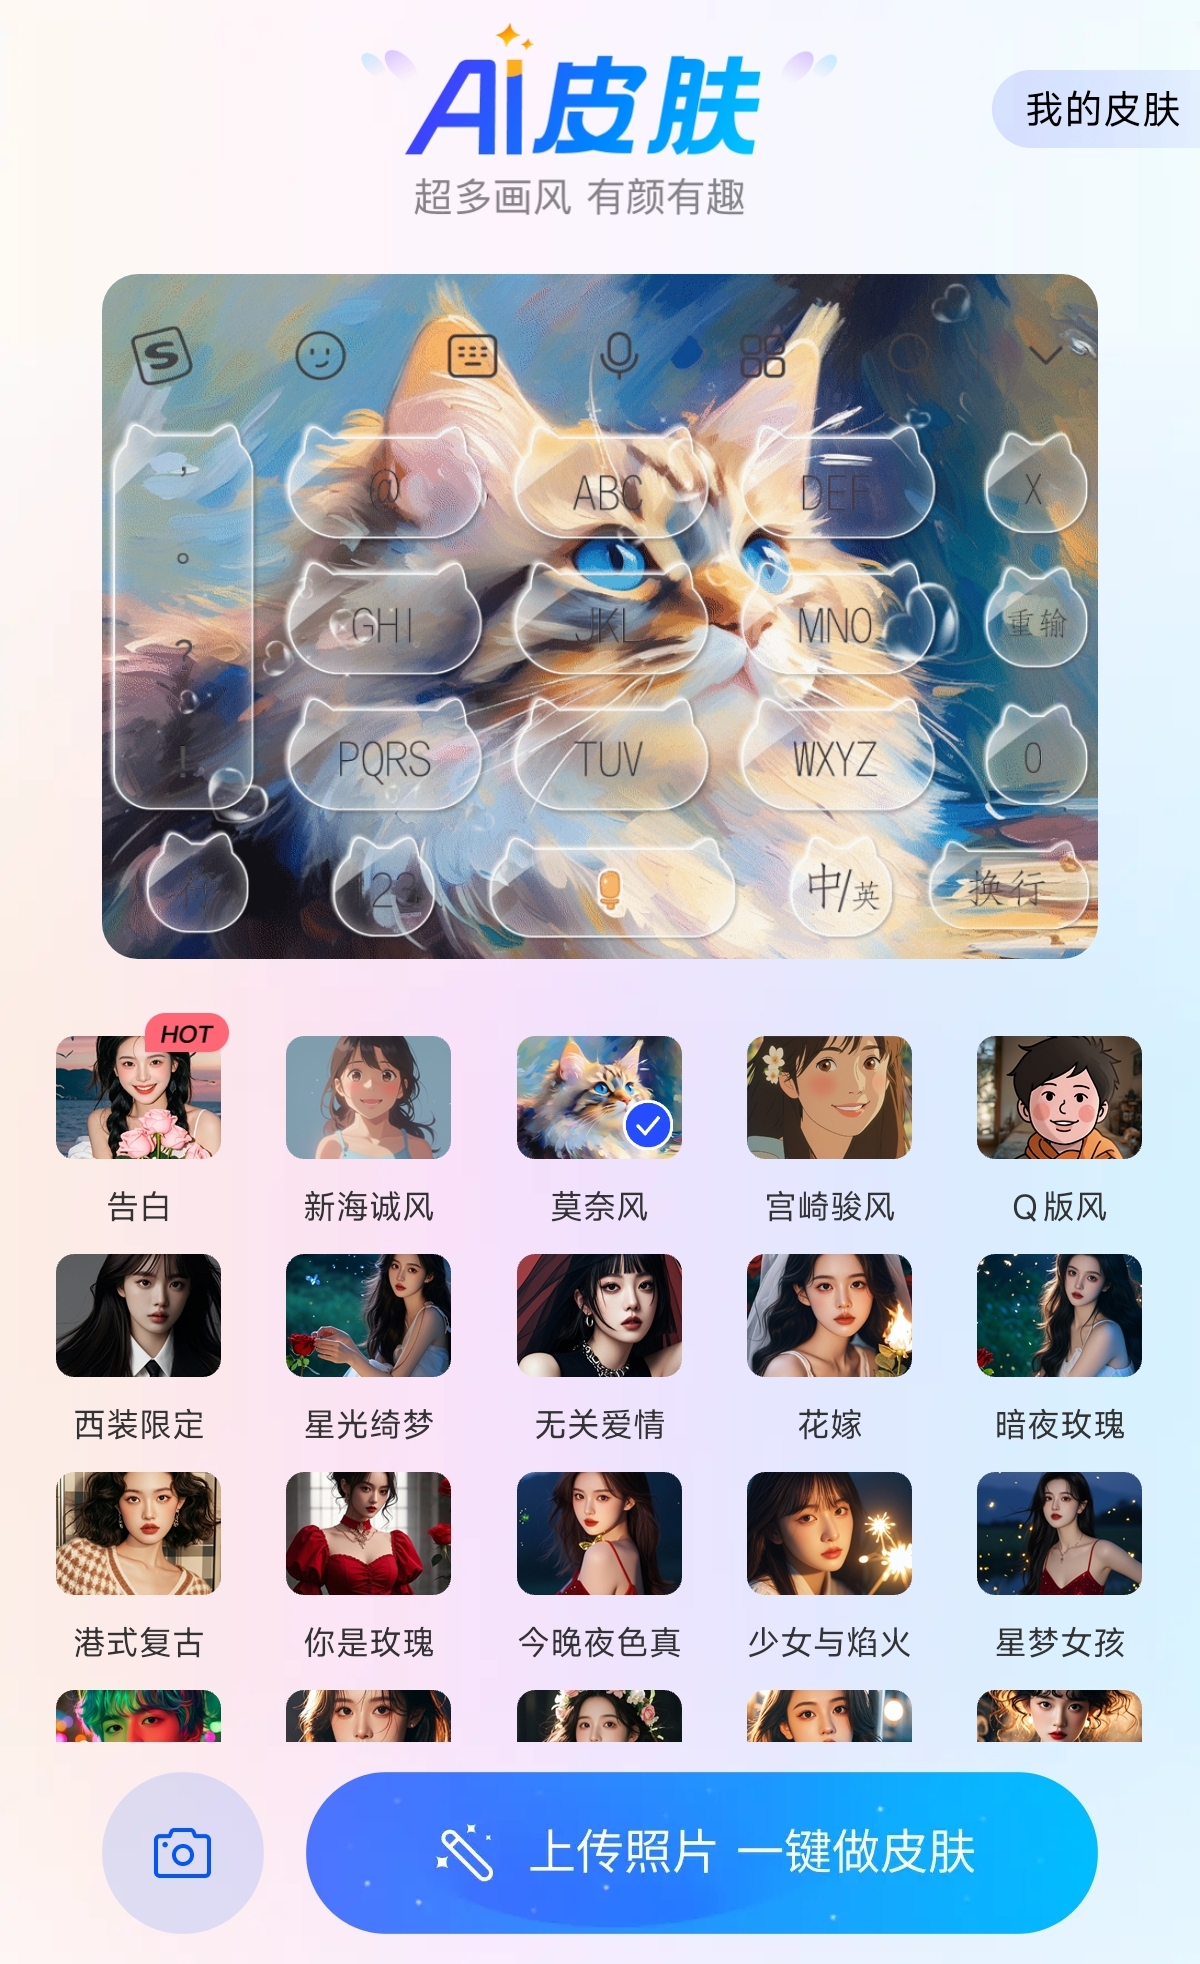 Ai皮肤
我的皮肤
超多画风 有颜有趣
S
, @ ABC DEF X
。 GHI JKL MNO 重输
?
! PQRS TUV WXYZ 0
符 123 中/英 换行
HOT
告白 新海诚风 莫奈风 宫崎骏风 Q版风
西装限定 星光绮梦 无关爱情 花嫁 暗夜玫瑰
港式复古 你是玫瑰 今晚夜色真 少女与焰火 星梦女孩
上传照片 一键做皮肤